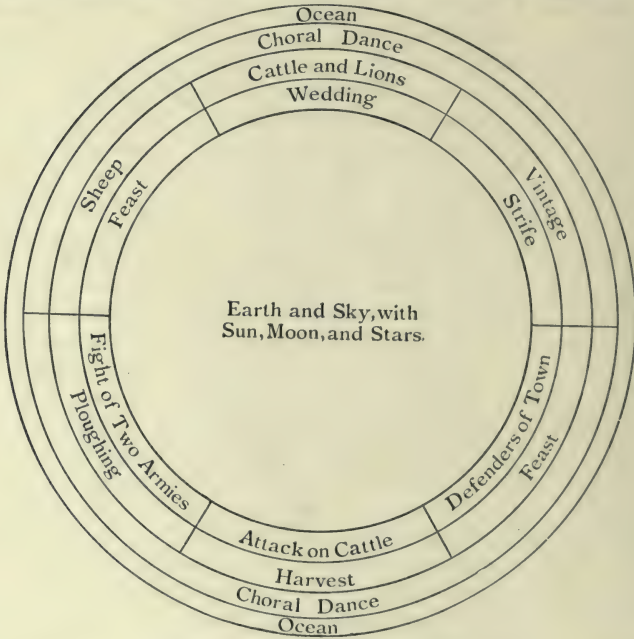 Ocean
Choral Dance
Cattle and Lions
Wedding
Sheep
Feast
Vintage
Strife
Earth and Sky, with
Sun, Moon, and Stars.
Fight of Two Armies
Ploughing
Defenders of Town
Feast
Attack on Cattle
Harvest
Choral Dance
Ocean